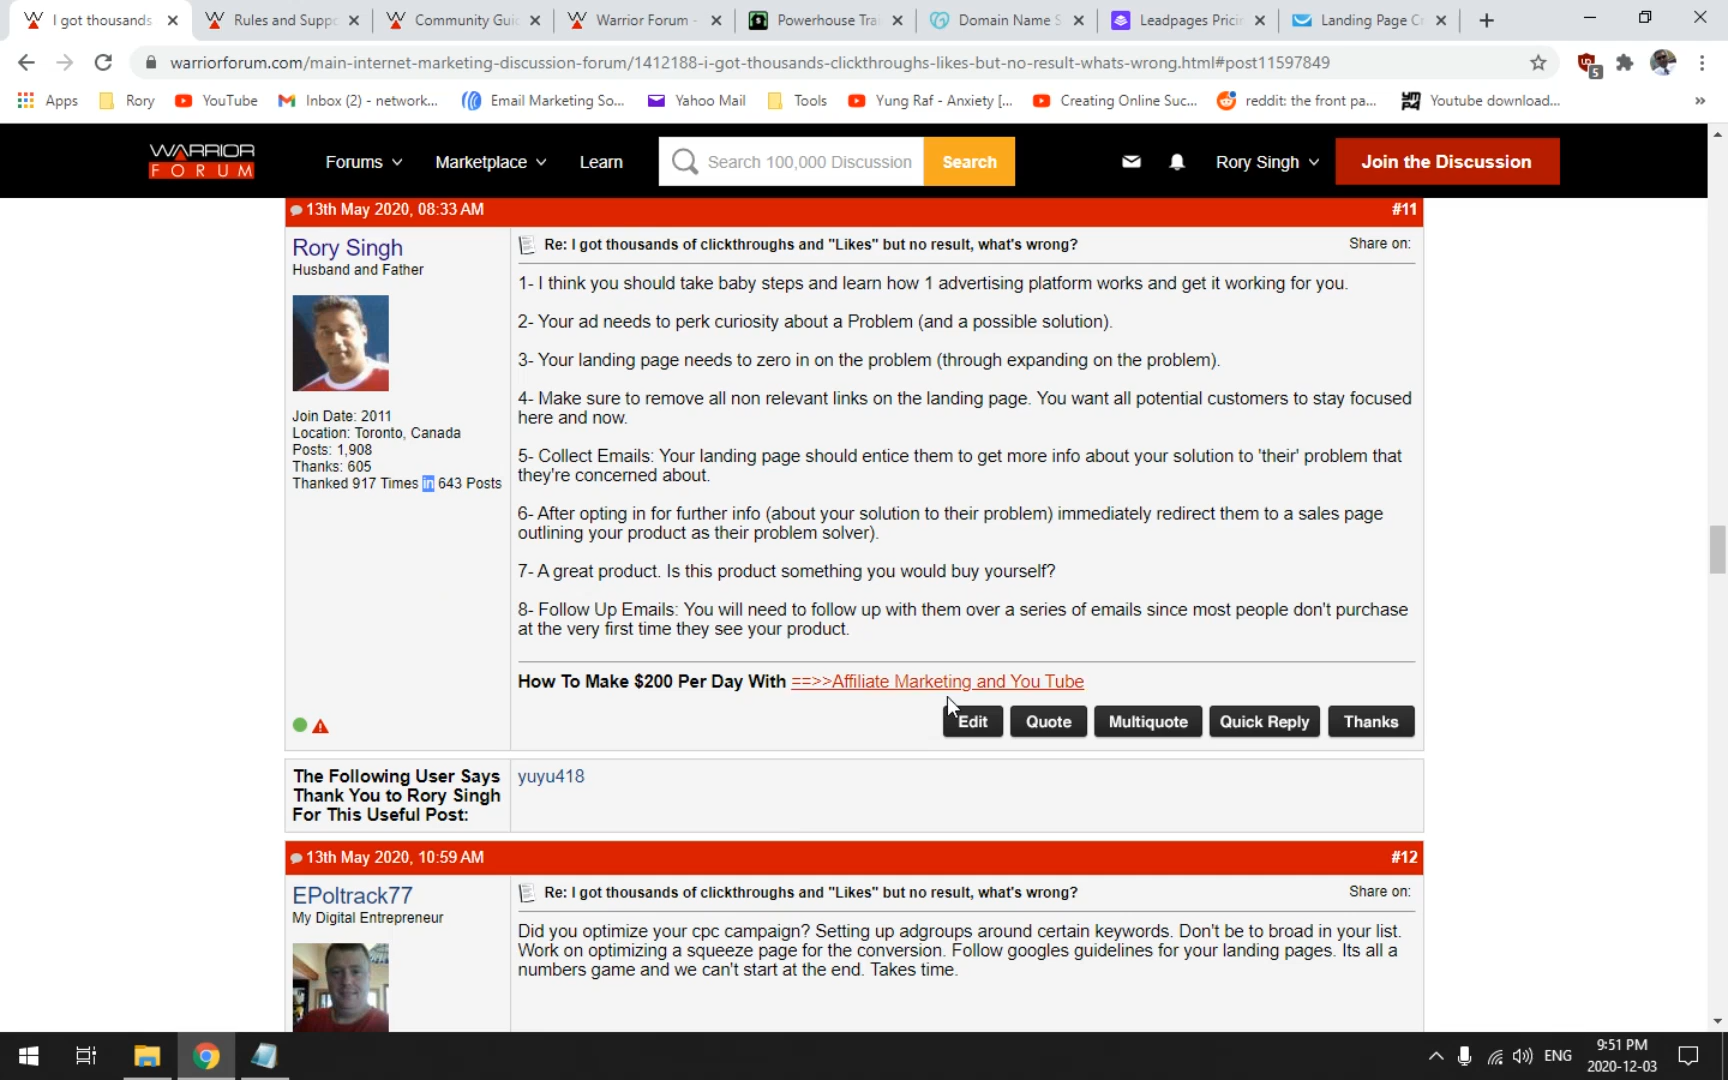 I got thousands
Rules and Suppo
Community Guid
Warrior Forum -
Powerhouse Trai
Domain Name S
Leadpages Pricin
Landing Page Cr
warriorforum.com/main-internet-marketing-discussion-forum/1412188-i-got-thousands-clickthroughs-likes-but-no-result-whats-wrong.html#post11597849
5
Apps
Rory
YouTube
Inbox (2) - network...
Email Marketing So...
Yahoo Mail
Tools
Yung Raf - Anxiety [...
Creating Online Suc...
reddit: the front pa...
Youtube download...
WARRIOR
FORUM
Forums
Marketplace
Learn
Search 100,000 Discussion
Search
Rory Singh
Join the Discussion
13th May 2020, 08:33 AM
#11
Rory Singh
Husband and Father
Join Date: 2011
Location: Toronto, Canada
Posts: 1,908
Thanks: 605
Thanked 917 Times in 643 Posts
Re: I got thousands of clickthroughs and "Likes" but no result, what's wrong?
Share on:
1- I think you should take baby steps and learn how 1 advertising platform works and get it working for you.
2- Your ad needs to perk curiosity about a Problem (and a possible solution).
3- Your landing page needs to zero in on the problem (through expanding on the problem).
4- Make sure to remove all non relevant links on the landing page. You want all potential customers to stay focused
here and now.
5- Collect Emails: Your landing page should entice them to get more info about your solution to 'their' problem that
they're concerned about.
6- After opting in for further info (about your solution to their problem) immediately redirect them to a sales page
outlining your product as their problem solver).
7- A great product. Is this product something you would buy yourself?
8- Follow Up Emails: You will need to follow up with them over a series of emails since most people don't purchase
at the very first time they see your product.
How To Make $200 Per Day With ==>>Affiliate Marketing and You Tube
Edit
Quote
Multiquote
Quick Reply
Thanks
The Following User Says
Thank You to Rory Singh
For This Useful Post:
yuyu418
13th May 2020, 10:59 AM
#12
EPoltrack77
My Digital Entrepreneur
Re: I got thousands of clickthroughs and "Likes" but no result, what's wrong?
Share on:
Did you optimize your cpc campaign? Setting up adgroups around certain keywords. Don't be to broad in your list.
Work on optimizing a squeeze page for the conversion. Follow googles guidelines for your landing pages. Its all a
numbers game and we can't start at the end. Takes time.
ENG
9:51 PM
2020-12-03